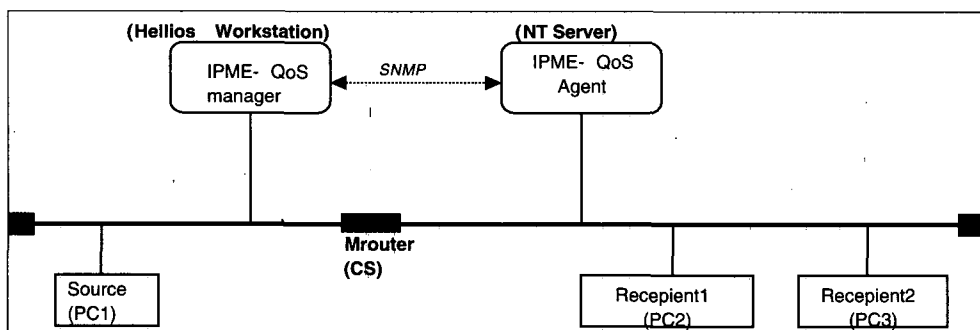 (Hellios Workstation)
(NT Server)
IPME- QoS
manager
SNMP
IPME- QoS
Agent
Mrouter
(CS)
Source
(PC1)
Recepient1
(PC2)
Recepient2
(PC3)